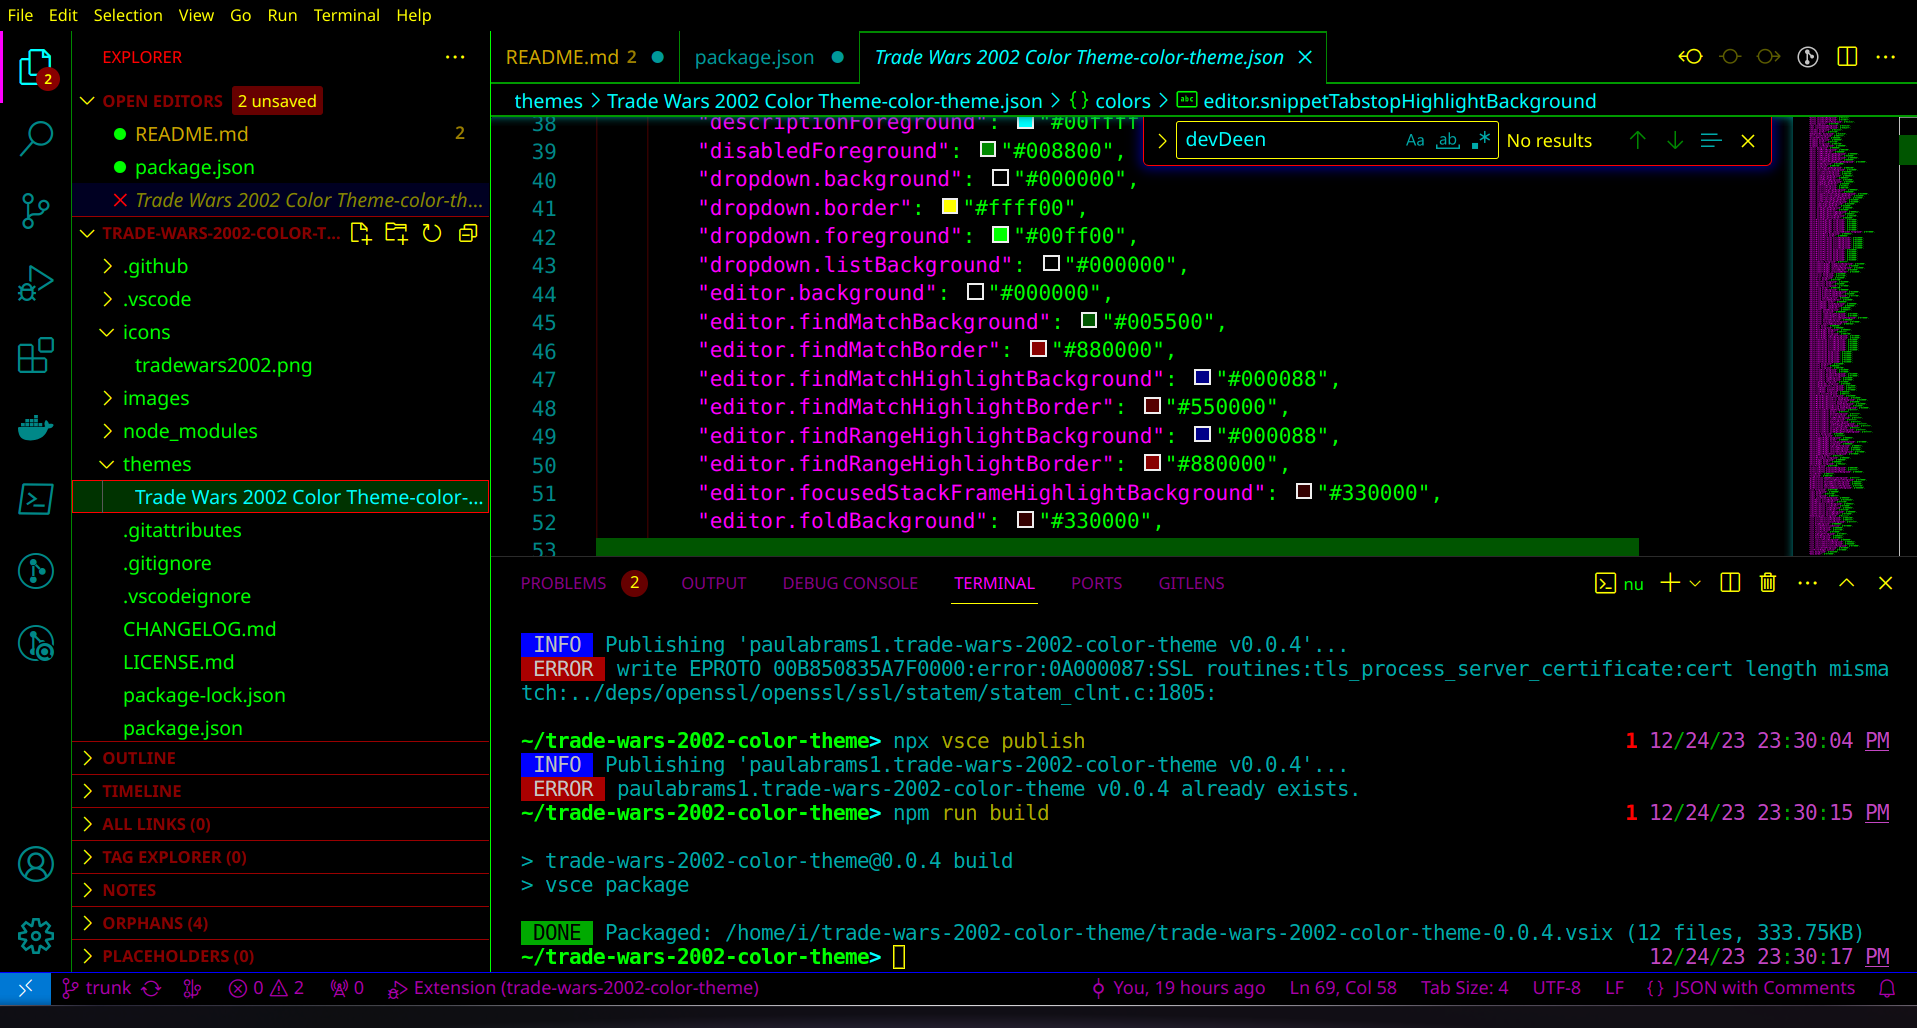 File Edit Selection View Go Run Terminal Help
EXPLORER
2
OPEN EDITORS 2 unsaved
README.md 2
package.json
Trade Wars 2002 Color Theme-color-th...
TRADE-WARS-2002-COLOR-T...
.github
.vscode
icons
tradewars2002.png
images
node_modules
themes
Trade Wars 2002 Color Theme-color-...
.gitattributes
.gitignore
.vscodeignore
CHANGELOG.md
LICENSE.md
package-lock.json
package.json
OUTLINE
TIMELINE
ALL LINKS (0)
TAG EXPLORER (0)
NOTES
ORPHANS (4)
PLACEHOLDERS (0)
README.md 2 package.json Trade Wars 2002 Color Theme-color-theme.json
themes > Trade Wars 2002 Color Theme-color-theme.json > {} colors > abc editor.snippetTabstopHighlightBackground
devDeen Aa ab .* No results
38 "descriptionForeground": "#00ffff
39 "disabledForeground": "#008800",
40 "dropdown.background": "#000000",
41 "dropdown.border": "#ffff00",
42 "dropdown.foreground": "#00ff00",
43 "dropdown.listBackground": "#000000",
44 "editor.background": "#000000",
45 "editor.findMatchBackground": "#005500",
46 "editor.findMatchBorder": "#880000",
47 "editor.findMatchHighlightBackground": "#000088",
48 "editor.findMatchHighlightBorder": "#550000",
49 "editor.findRangeHighlightBackground": "#000088",
50 "editor.findRangeHighlightBorder": "#880000",
51 "editor.focusedStackFrameHighlightBackground": "#330000",
52 "editor.foldBackground": "#330000",
53
PROBLEMS 2 OUTPUT DEBUG CONSOLE TERMINAL PORTS GITLENS nu
INFO Publishing 'paulabrams1.trade-wars-2002-color-theme v0.0.4'...
ERROR write EPROTO 00B850835A7F0000:error:0A000087:SSL routines:tls_process_server_certificate:cert length misma
tch:../deps/openssl/openssl/ssl/statem/statem_clnt.c:1805:
~/trade-wars-2002-color-theme> npx vsce publish 1 12/24/23 23:30:04 PM
INFO Publishing 'paulabrams1.trade-wars-2002-color-theme v0.0.4'...
ERROR paulabrams1.trade-wars-2002-color-theme v0.0.4 already exists.
~/trade-wars-2002-color-theme> npm run build 1 12/24/23 23:30:15 PM
> trade-wars-2002-color-theme@0.0.4 build
> vsce package
DONE Packaged: /home/i/trade-wars-2002-color-theme/trade-wars-2002-color-theme-0.0.4.vsix (12 files, 333.75KB)
~/trade-wars-2002-color-theme> 12/24/23 23:30:17 PM
trunk 0 2 0 Extension (trade-wars-2002-color-theme) You, 19 hours ago Ln 69, Col 58 Tab Size: 4 UTF-8 LF {} JSON with Comments